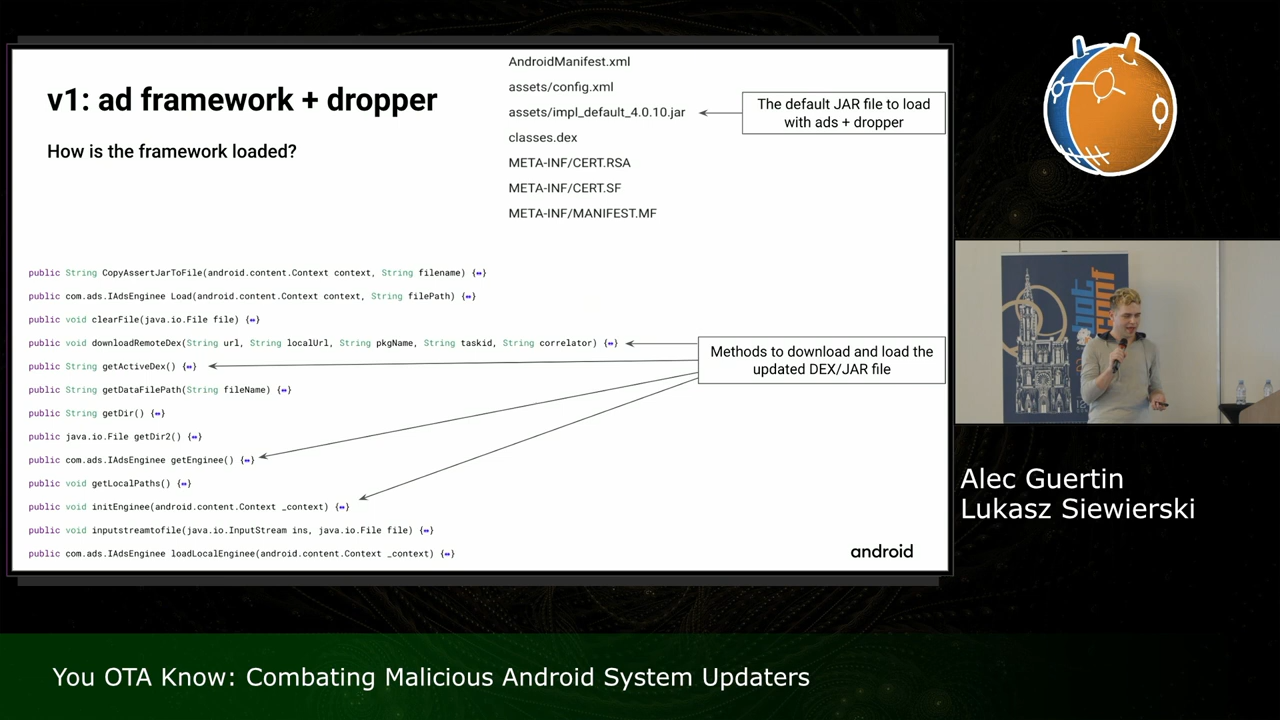 v1: ad framework + dropper
How is the framework loaded?
AndroidManifest.xml
assets/config.xml
assets/impl_default_4.0.10.jar
classes.dex
META-INF/CERT.RSA
META-INF/CERT.SF
META-INF/MANIFEST.MF
The default JAR file to load
with ads + dropper
public String CopyAssertJarToFile(android.content.Context context, String filename) {↔}
public com.ads.IAdsEnginee Load(android.content.Context context, String filePath) {↔}
public void clearFile(java.io.File file) {↔}
public void downloadRemoteDex(String url, String localUrl, String pkgName, String taskid, String correlator) {↔}
public String getActiveDex() {↔}
public String getDataFilePath(String fileName) {↔}
public String getDir() {↔}
public java.io.File getDir2() {↔}
public com.ads.IAdsEnginee getEnginee() {↔}
public void getLocalPaths() {↔}
public void initEnginee(android.content.Context _context) {↔}
public void inputstreamtofile(java.io.InputStream ins, java.io.File file) {↔}
public com.ads.IAdsEnginee loadLocalEnginee(android.content.Context _context) {↔}
Methods to download and load the
updated DEX/JAR file
android
bot
conf
Alec Guertin
Lukasz Siewierski
You OTA Know: Combating Malicious Android System Updaters